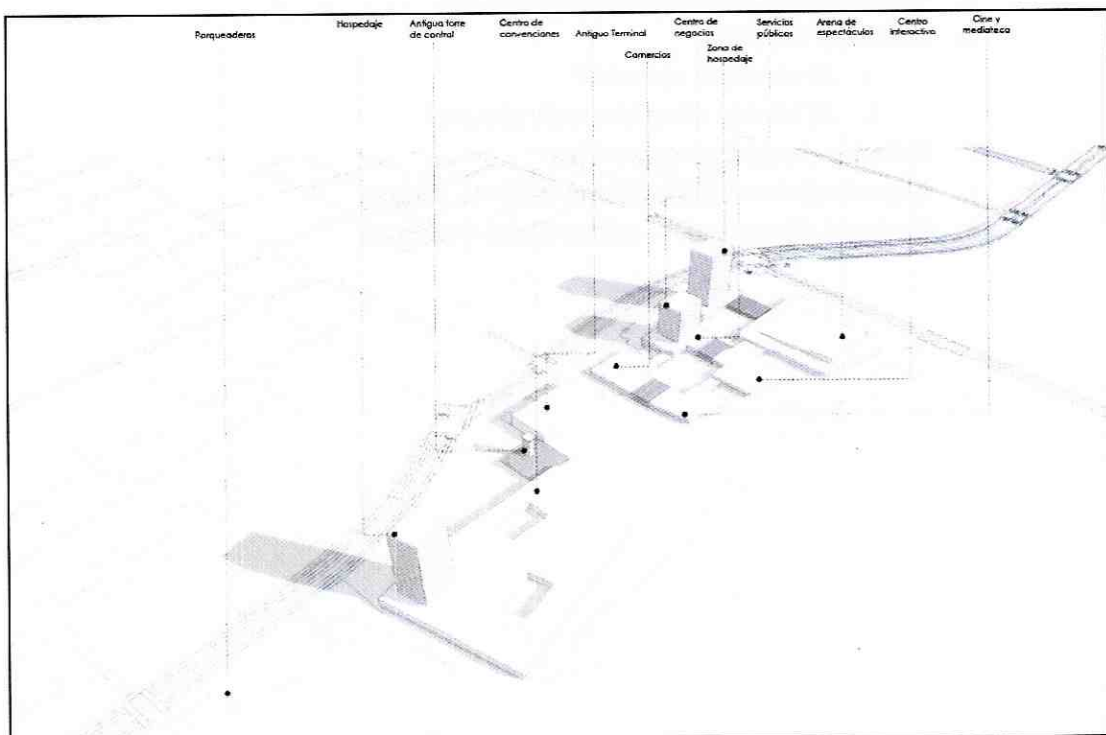 Parqueaderos
Hospedaje
Antigua torre
de control
Centro de
convenciones
Antiguo Terminal
Comercios
Centro de
negocios
Zona de
hospedaje
Servicios
públicos
Arena de
espectáculos
Centro
interactivo
Cine y
mediateca